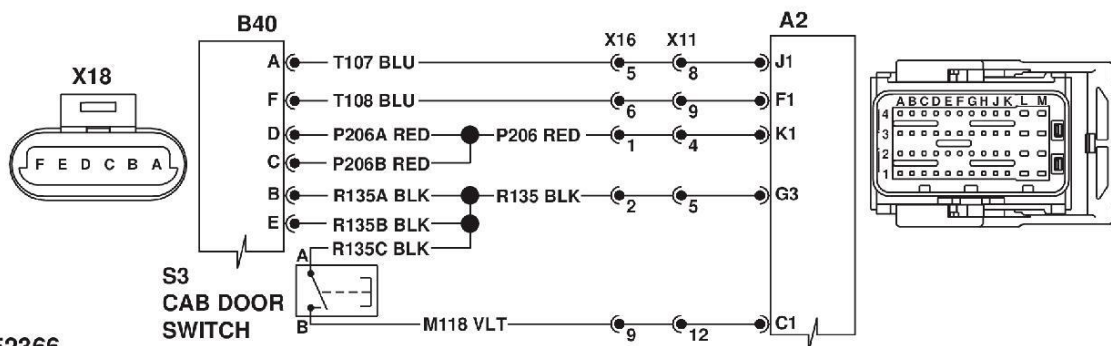 B40
A2
X18
X16 X11
A T107 BLU 5 8 J1
F T108 BLU 6 9 F1
D P206A RED P206 RED 1 4 K1
C P206B RED
B R135A BLK R135 BLK 2 5 G3
E R135B BLK
A R135C BLK
F E D C B A
S3
CAB DOOR
SWITCH
B M118 VLT 9 12 C1
A B C D E F G H J K L M
4
3
2
1